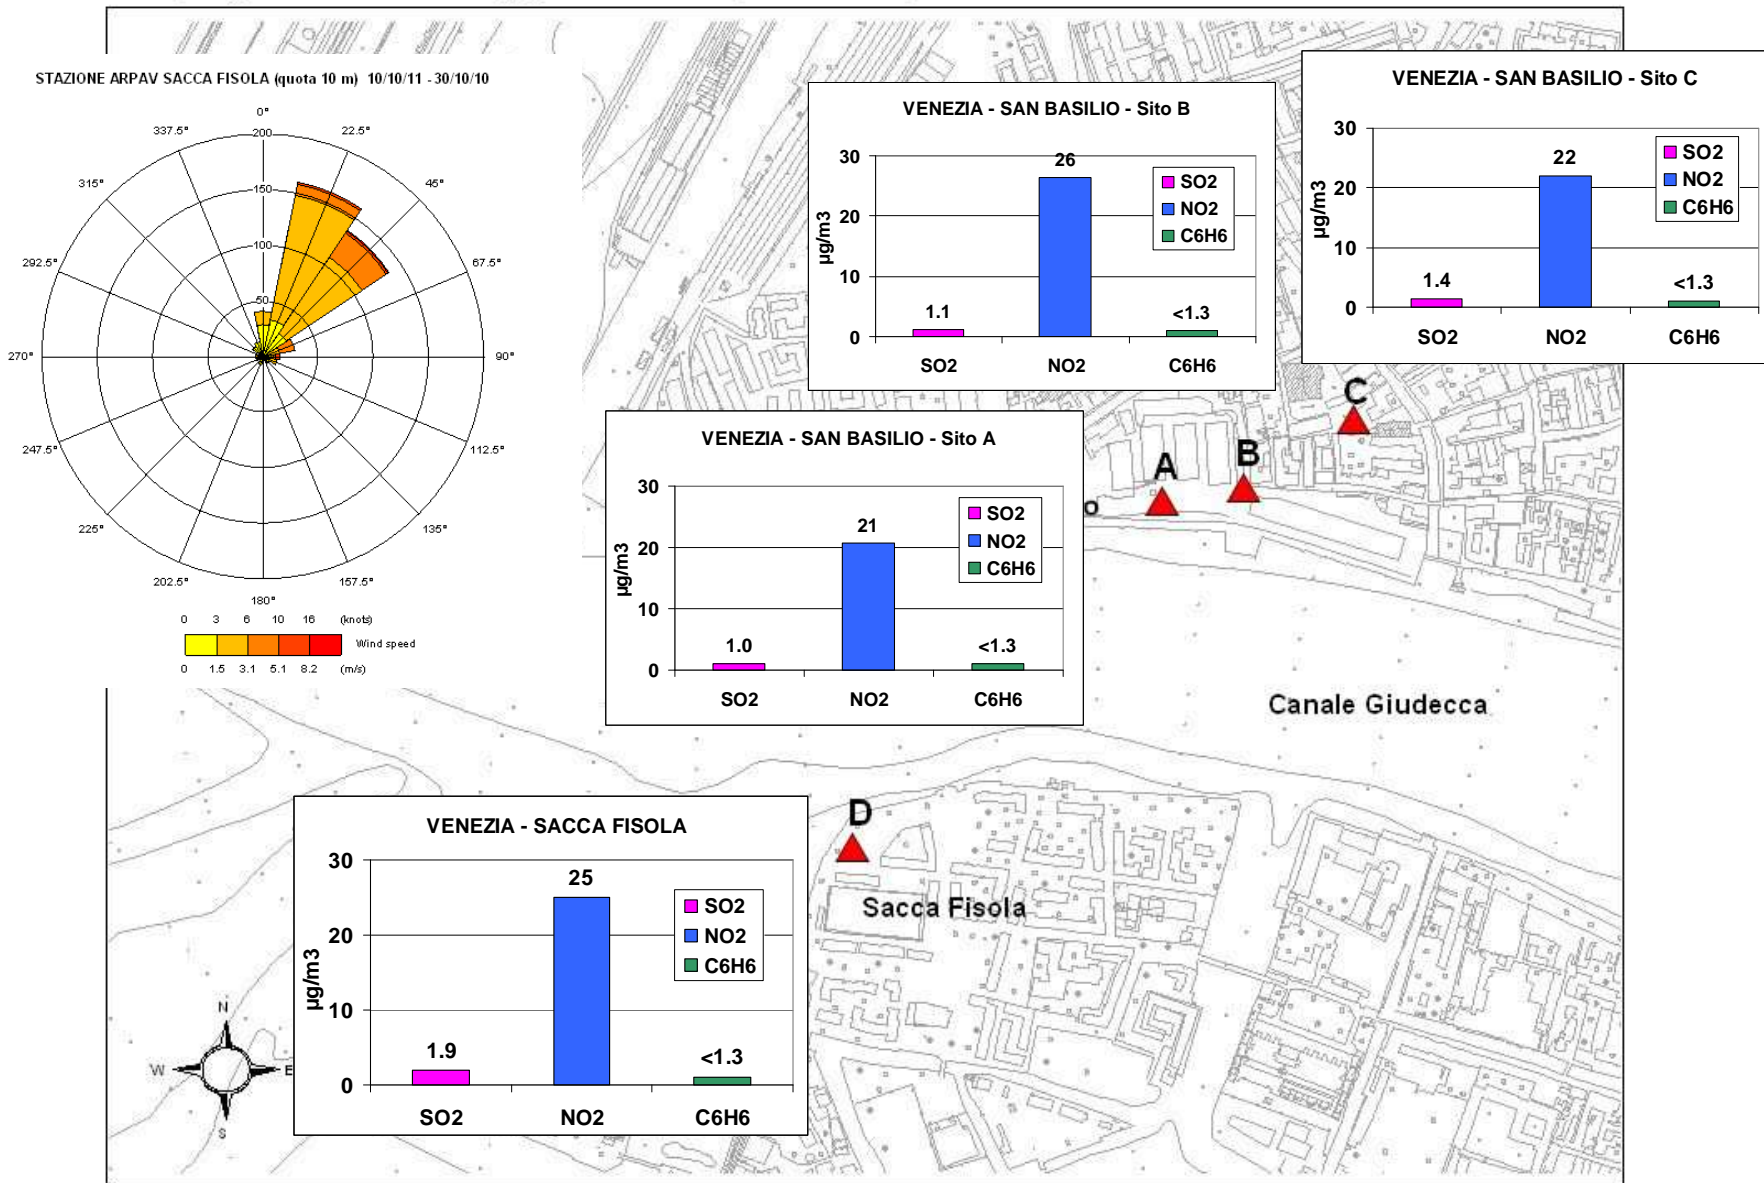 STAZIONE ARPAV SACCA FISOLA (quota 10 m) 10/10/11 - 30/10/10
0°
337.5°
22.5°
315°
45°
292.5°
67.5°
270°
90°
247.5°
112.5°
225°
135°
202.5°
157.5°
180°
200
150
100
50
0 3 6 10 16 (knots)
Wind speed
0 1.5 3.1 5.1 8.2 (m/s)
VENEZIA - SAN BASILIO - Sito B
µg/m3
30
20
10
0
1.1
26
<1.3
SO2
NO2
C6H6
SO2 NO2 C6H6
VENEZIA - SAN BASILIO - Sito C
µg/m3
30
20
10
0
1.4
22
<1.3
SO2
NO2
C6H6
SO2 NO2 C6H6
VENEZIA - SAN BASILIO - Sito A
µg/m3
30
20
10
0
1.0
21
<1.3
SO2
NO2
C6H6
SO2 NO2 C6H6
C
B
A
o
Canale Giudecca
D
Sacca Fisola
VENEZIA - SACCA FISOLA
µg/m3
30
20
10
0
1.9
25
<1.3
SO2
NO2
C6H6
SO2 NO2 C6H6
N
W E
S